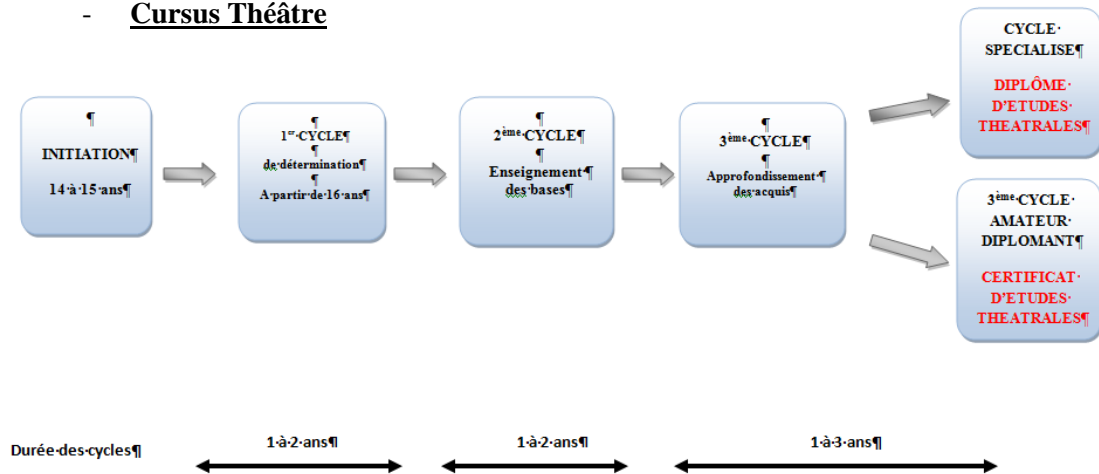 - Cursus Théâtre
¶
INITIATION¶
14·à·15·ans¶
¶
1er·CYCLE¶
¶
de·détermination¶
¶
A·partir·de·16·ans¶
¶
2ème·CYCLE¶
¶
Enseignement·¶
des·bases¶
¶
3ème·CYCLE¶
¶
Approfondissement·¶
des·acquis¶
CYCLE·
SPECIALISE¶
DIPLÔME·
D'ETUDES·
THEATRALES¶
3ème·CYCLE·
AMATEUR·
DIPLOMANT¶
CERTIFICAT·
D'ETUDES·
THEATRALES¶
Durée·des·cycles¶
1·à·2·ans¶
1·à·2·ans¶
1·à·3·ans¶